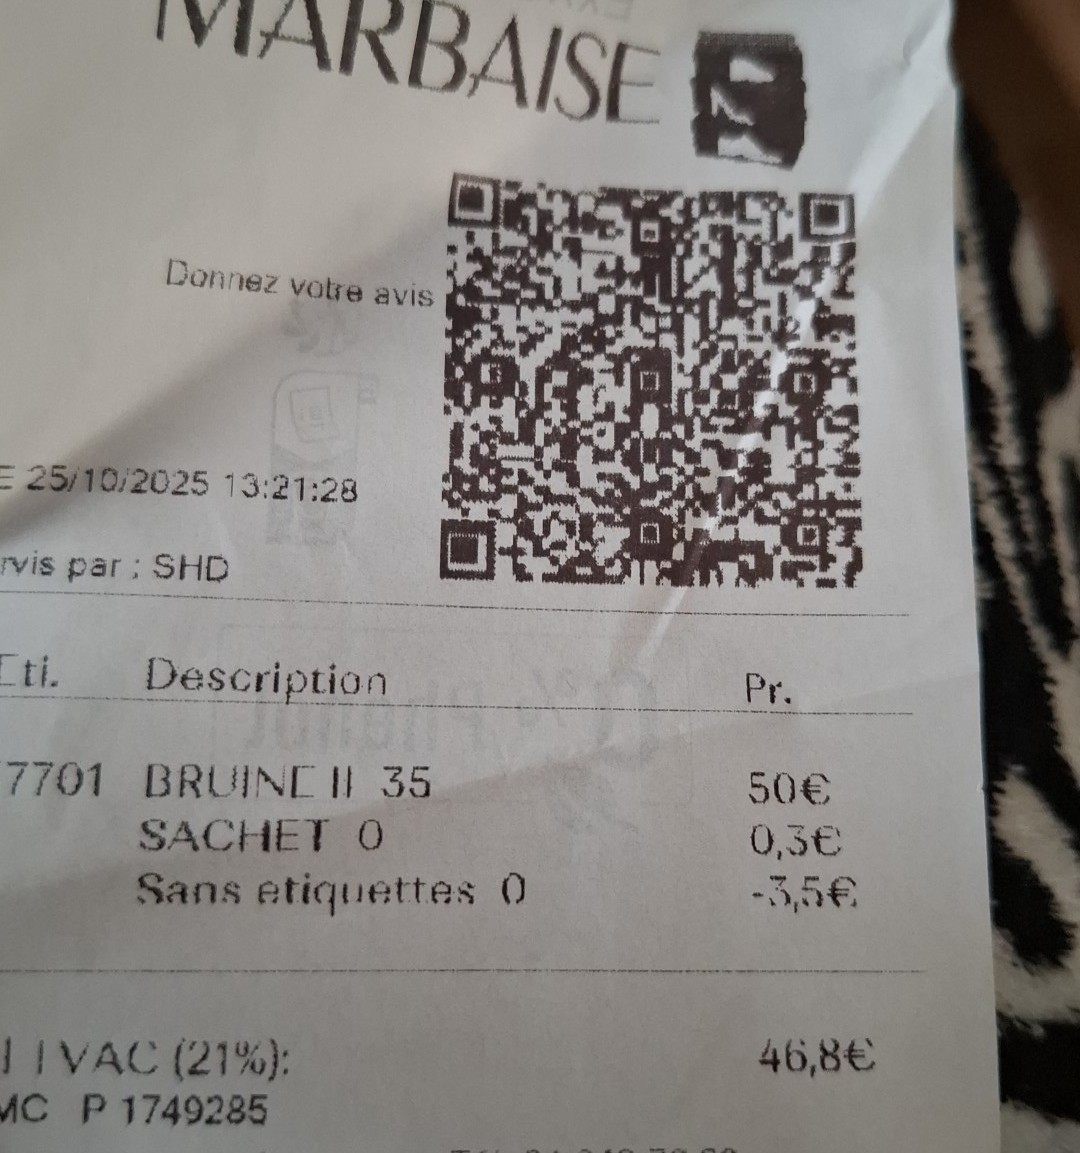 MARBAISE
Donnez votre avis
E 25/10/2025 13:21:28
rvis par : SHD
Eti. Description Pr.
7701 BRUINE II 35 50€
SACHET 0 0,3€
Sans etiquettes 0 -3,5€
TVAC (21%): 46,8€
MC P 1749285